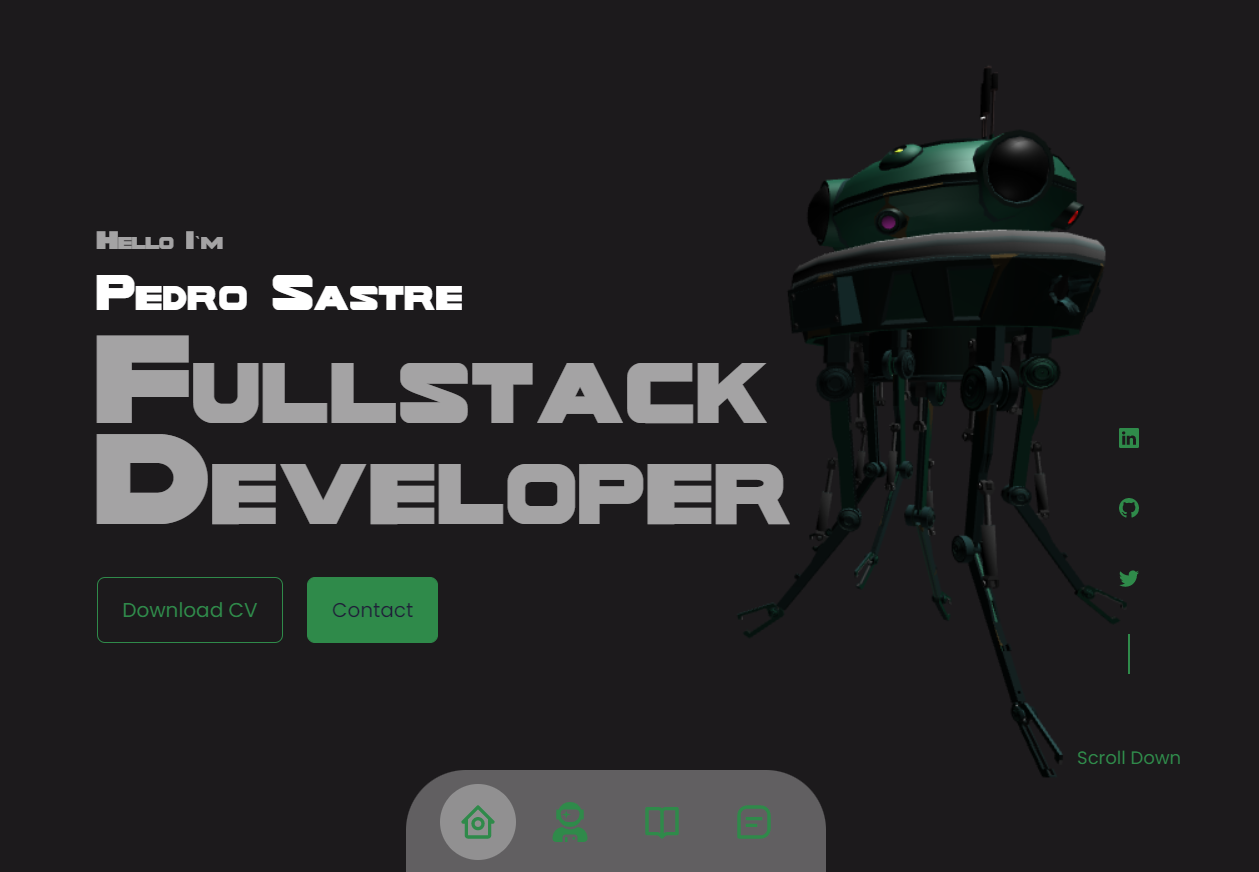 Hello I'm
Pedro Sastre
Fullstack
Developer
Download CV
Contact
Scroll Down